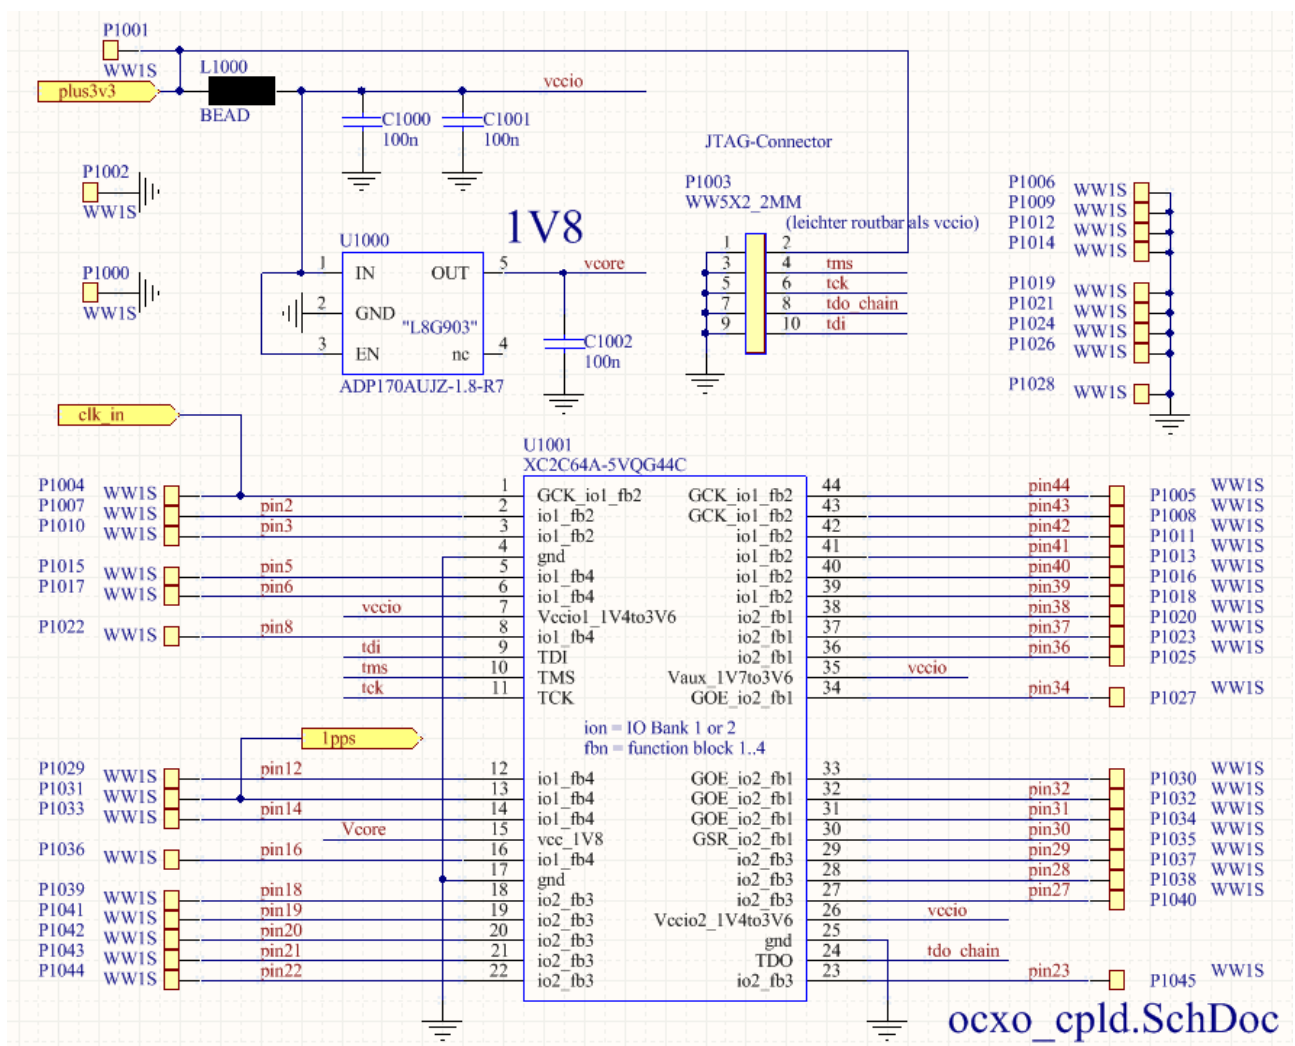 P1001
WW1S
L1000
plus3v3
BEAD
vccio
C1000
100n
C1001
100n
JTAG-Connector
P1002
WW1S
P1003
WW5X2_2MM
(leichter routbar als vccio)
1 2
3 4 tms
5 6 tck
7 8 tdo_chain
9 10 tdi
P1006 WW1S
P1009 WW1S
P1012 WW1S
P1014 WW1S
P1019 WW1S
P1021 WW1S
P1024 WW1S
P1026 WW1S
P1028 WW1S
1V8
P1000
WW1S
U1000
1 IN OUT 5 vcore
2 GND
"L8G903"
3 EN nc 4
ADP170AUJZ-1.8-R7
C1002
100n
clk_in
U1001
XC2C64A-5VQG44C
P1004 WW1S 1 GCK_io1_fb2
P1007 WW1S pin2 2 io1_fb2
P1010 WW1S pin3 3 io1_fb2
4 gnd
P1015 WW1S pin5 5 io1_fb4
P1017 WW1S pin6 6 io1_fb4
vccio 7 Vccio1_1V4to3V6
P1022 WW1S pin8 8 io1_fb4
tdi 9 TDI
tms 10 TMS
tck 11 TCK
GCK_io1_fb2 44 pin44 P1005 WW1S
GCK_io1_fb2 43 pin43 P1008 WW1S
io1_fb2 42 pin42 P1011 WW1S
io1_fb2 41 pin41 P1013 WW1S
io1_fb2 40 pin40 P1016 WW1S
io1_fb2 39 pin39 P1018 WW1S
io2_fb1 38 pin38 P1020 WW1S
io2_fb1 37 pin37 P1023 WW1S
io2_fb1 36 pin36 P1025 WW1S
Vaux_1V7to3V6 35 vccio
GOE_io2_fb1 34 pin34 P1027 WW1S
ion = IO Bank 1 or 2
fbn = function block 1..4
1pps
P1029 WW1S pin12 12 io1_fb4
P1031 WW1S 13 io1_fb4
P1033 WW1S pin14 14 io1_fb4
Vcore 15 vcc_1V8
P1036 WW1S pin16 16 io1_fb4
17 gnd
P1039 WW1S pin18 18 io2_fb3
P1041 WW1S pin19 19 io2_fb3
P1042 WW1S pin20 20 io2_fb3
P1043 WW1S pin21 21 io2_fb3
P1044 WW1S pin22 22 io2_fb3
GOE_io2_fb1 33 P1030 WW1S
GOE_io2_fb1 32 pin32 P1032 WW1S
GOE_io2_fb1 31 pin31 P1034 WW1S
GSR_io2_fb1 30 pin30 P1035 WW1S
io2_fb3 29 pin29 P1037 WW1S
io2_fb3 28 pin28 P1038 WW1S
io2_fb3 27 pin27 P1040 WW1S
Vccio2_1V4to3V6 26 vccio
gnd 25
TDO 24 tdo_chain
io2_fb3 23 pin23 P1045 WW1S
ocxo_cpld.SchDoc